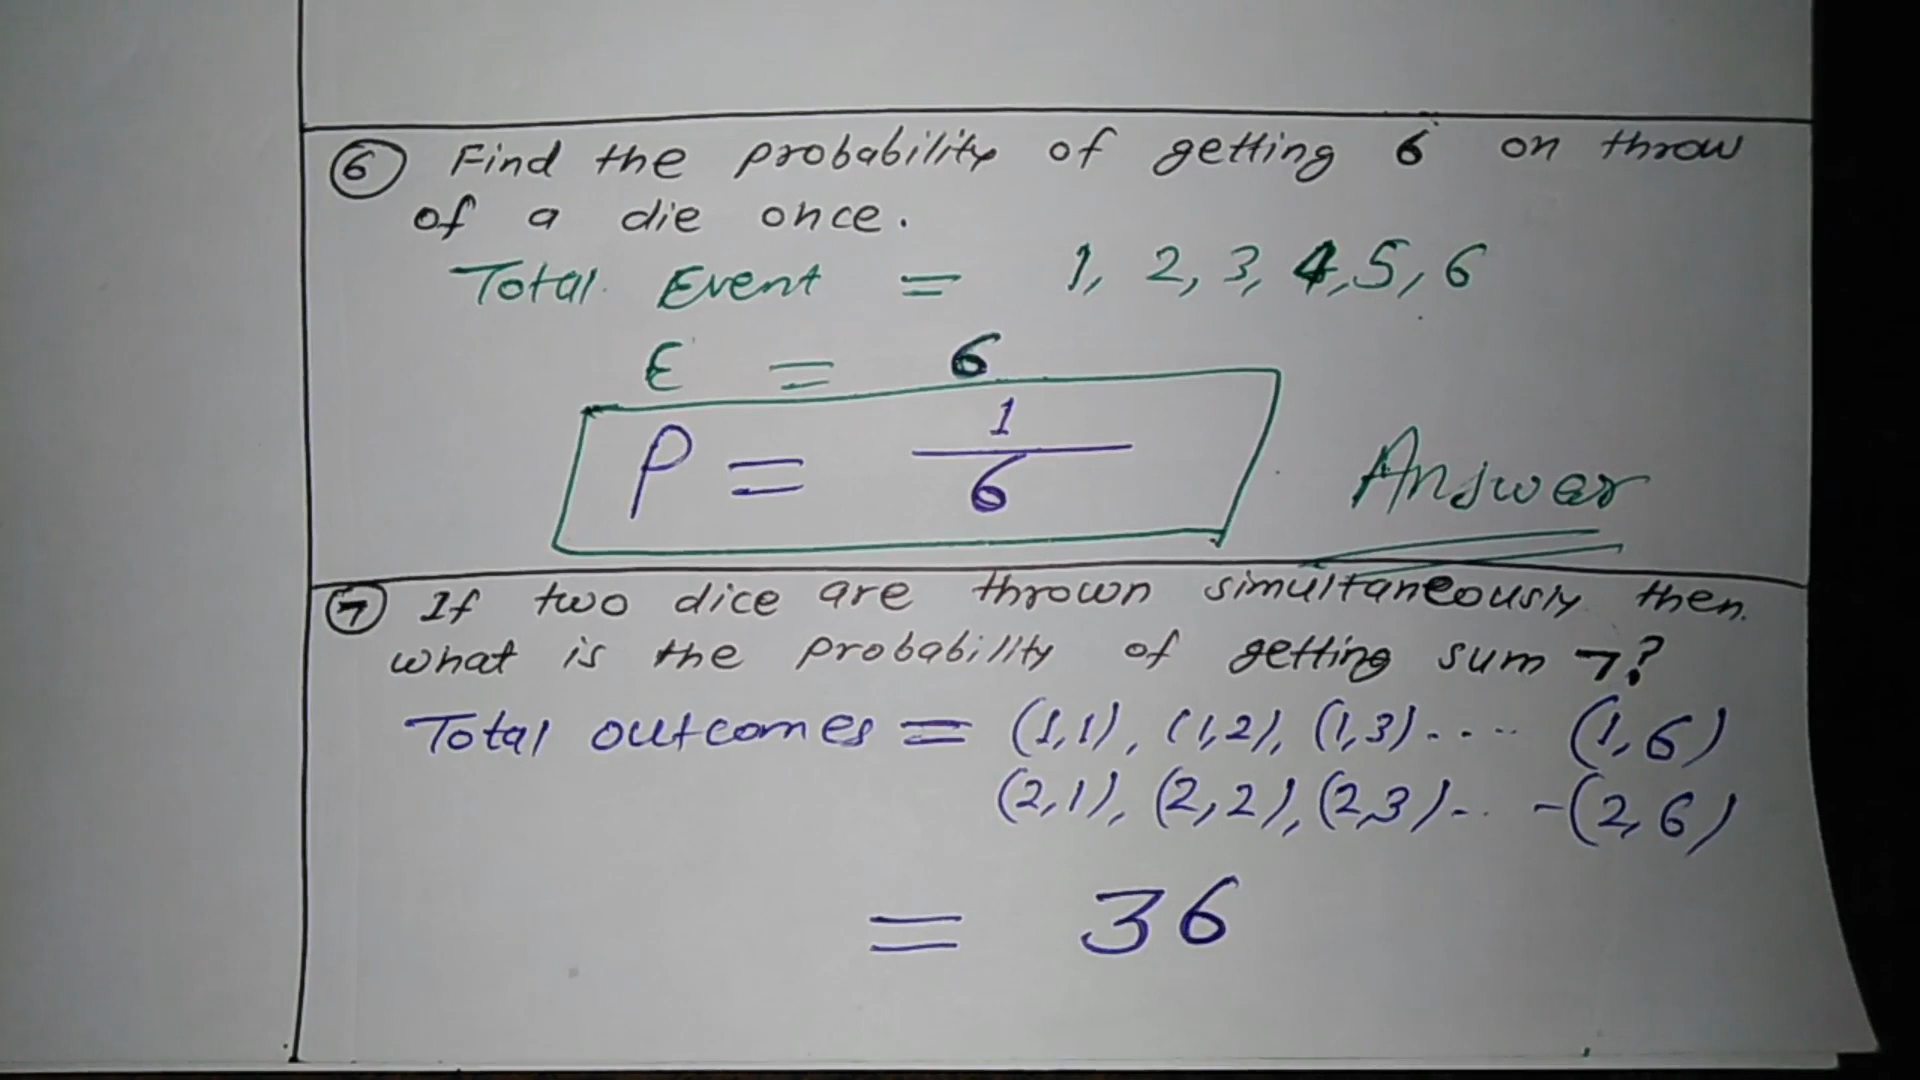 6 Find the probability of getting 6 on throw
of a die once.
Total Event = 1, 2, 3, 4, 5, 6
E = 6
P = 1/6 Answer
7 If two dice are thrown simultaneously then.
what is the probability of getting sum 7?
Total outcomes = (1,1), (1,2), (1,3)..... (1,6)
(2,1), (2,2), (2,3)-.. -(2,6)
= 36